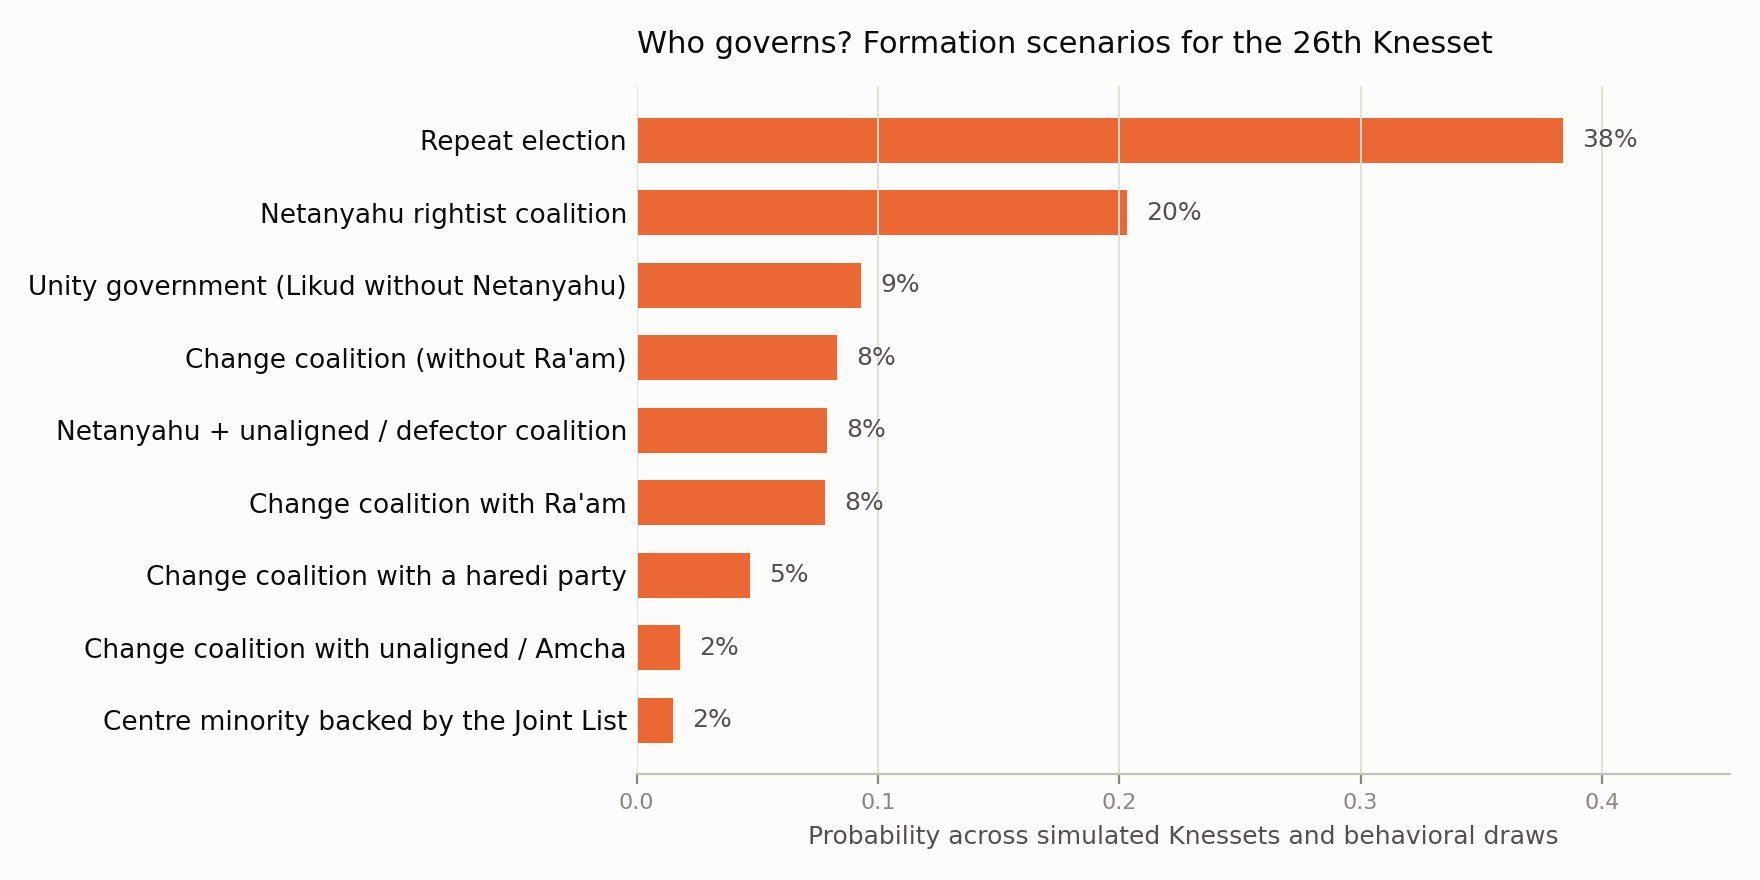 Who governs? Formation scenarios for the 26th Knesset
Repeat election 38%
Netanyahu rightist coalition 20%
Unity government (Likud without Netanyahu) 9%
Change coalition (without Ra'am) 8%
Netanyahu + unaligned / defector coalition 8%
Change coalition with Ra'am 8%
Change coalition with a haredi party 5%
Change coalition with unaligned / Amcha 2%
Centre minority backed by the Joint List 2%
0.0 0.1 0.2 0.3 0.4
Probability across simulated Knessets and behavioral draws